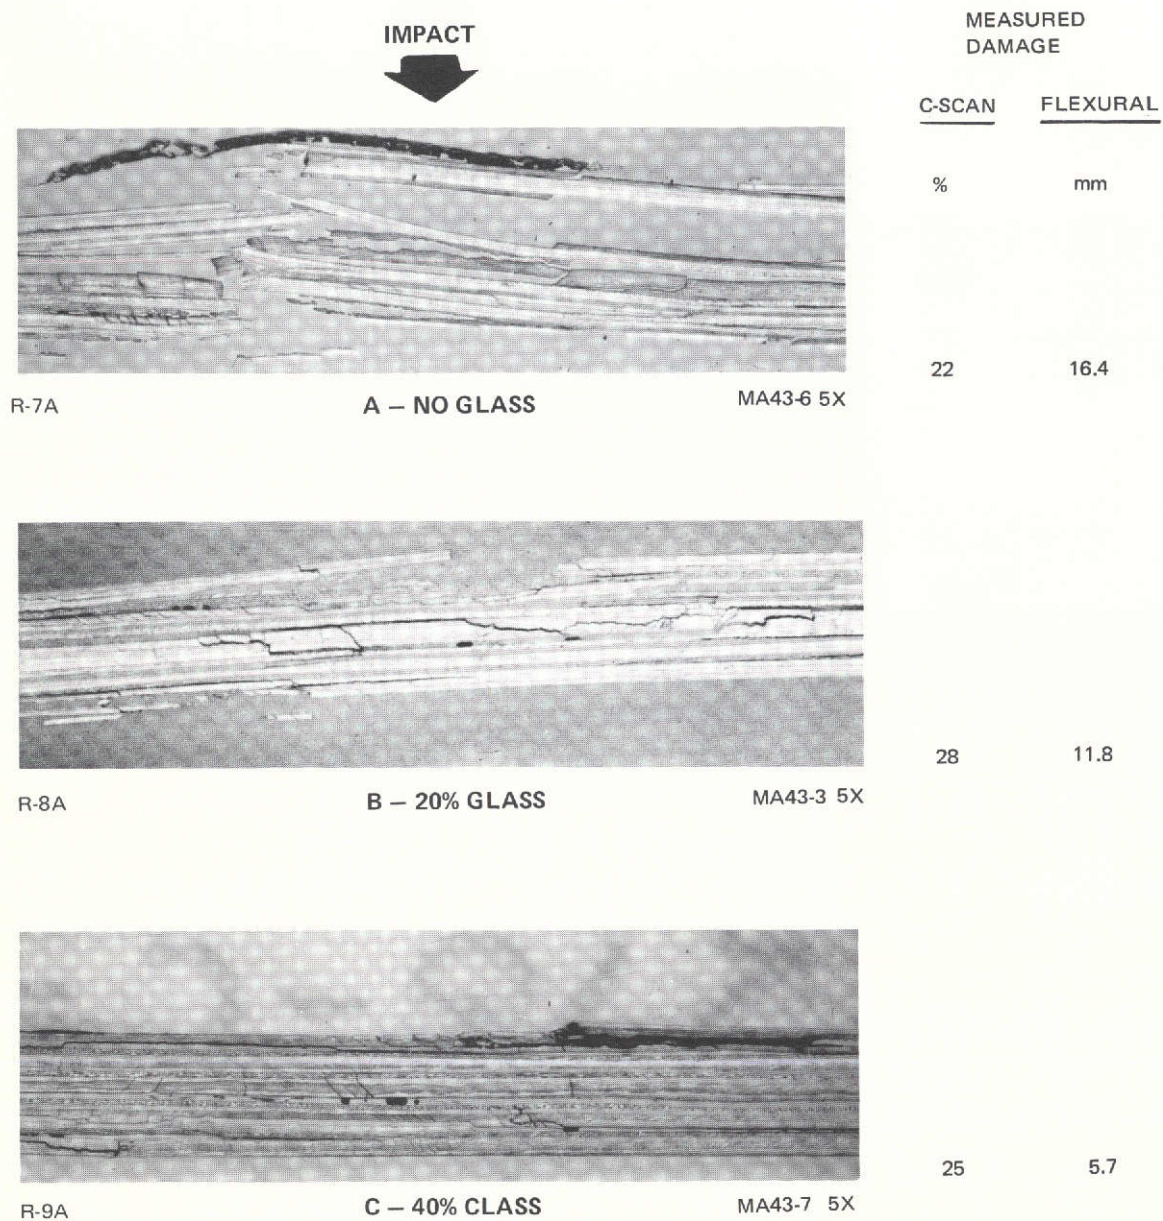 IMPACT
MEASURED
DAMAGE
C-SCAN FLEXURAL
% mm
22 16.4
R-7A A — NO GLASS MA43-6 5X
28 11.8
R-8A B — 20% GLASS MA43-3 5X
25 5.7
R-9A C — 40% CLASS MA43-7 5X